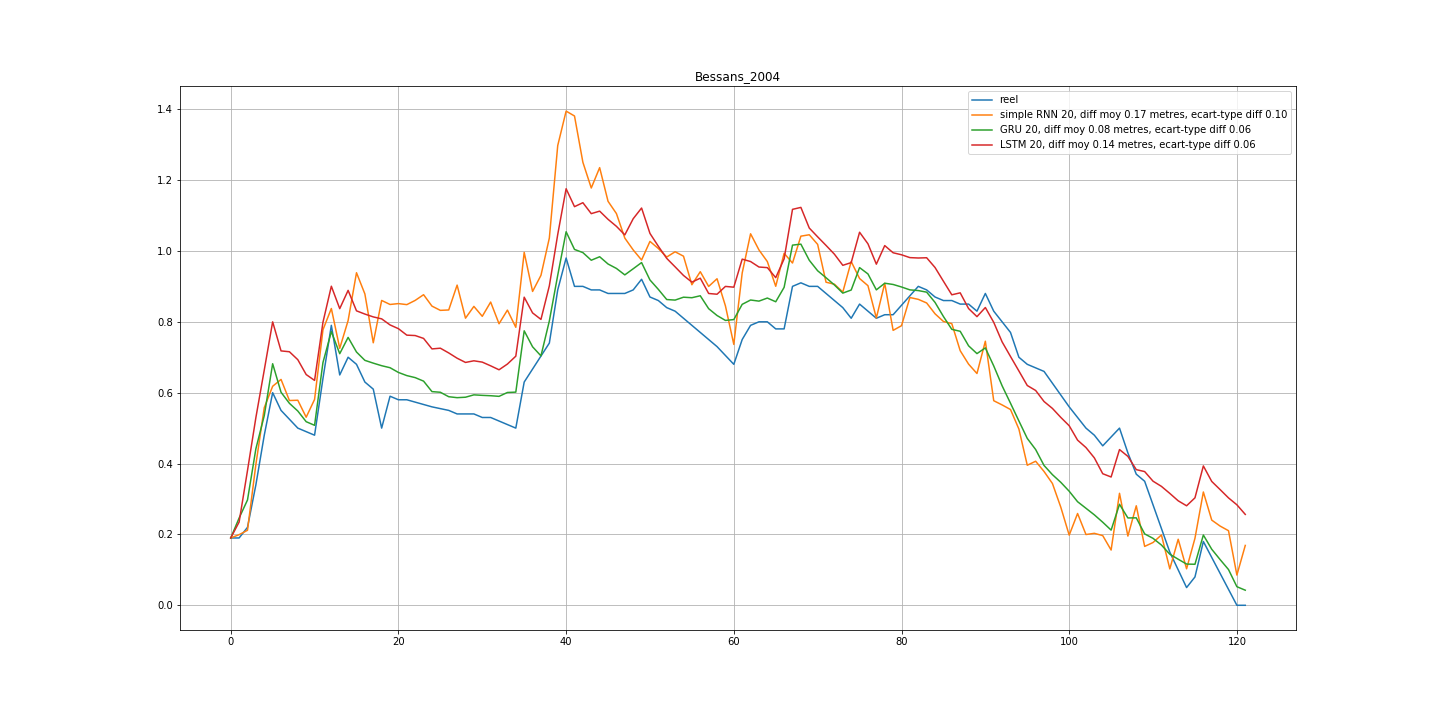 Bessans_2004
reel
simple RNN 20, diff moy 0.17 metres, ecart-type diff 0.10
GRU 20, diff moy 0.08 metres, ecart-type diff 0.06
LSTM 20, diff moy 0.14 metres, ecart-type diff 0.06
1.4
1.2
1.0
0.8
0.6
0.4
0.2
0.0
0 20 40 60 80 100 120